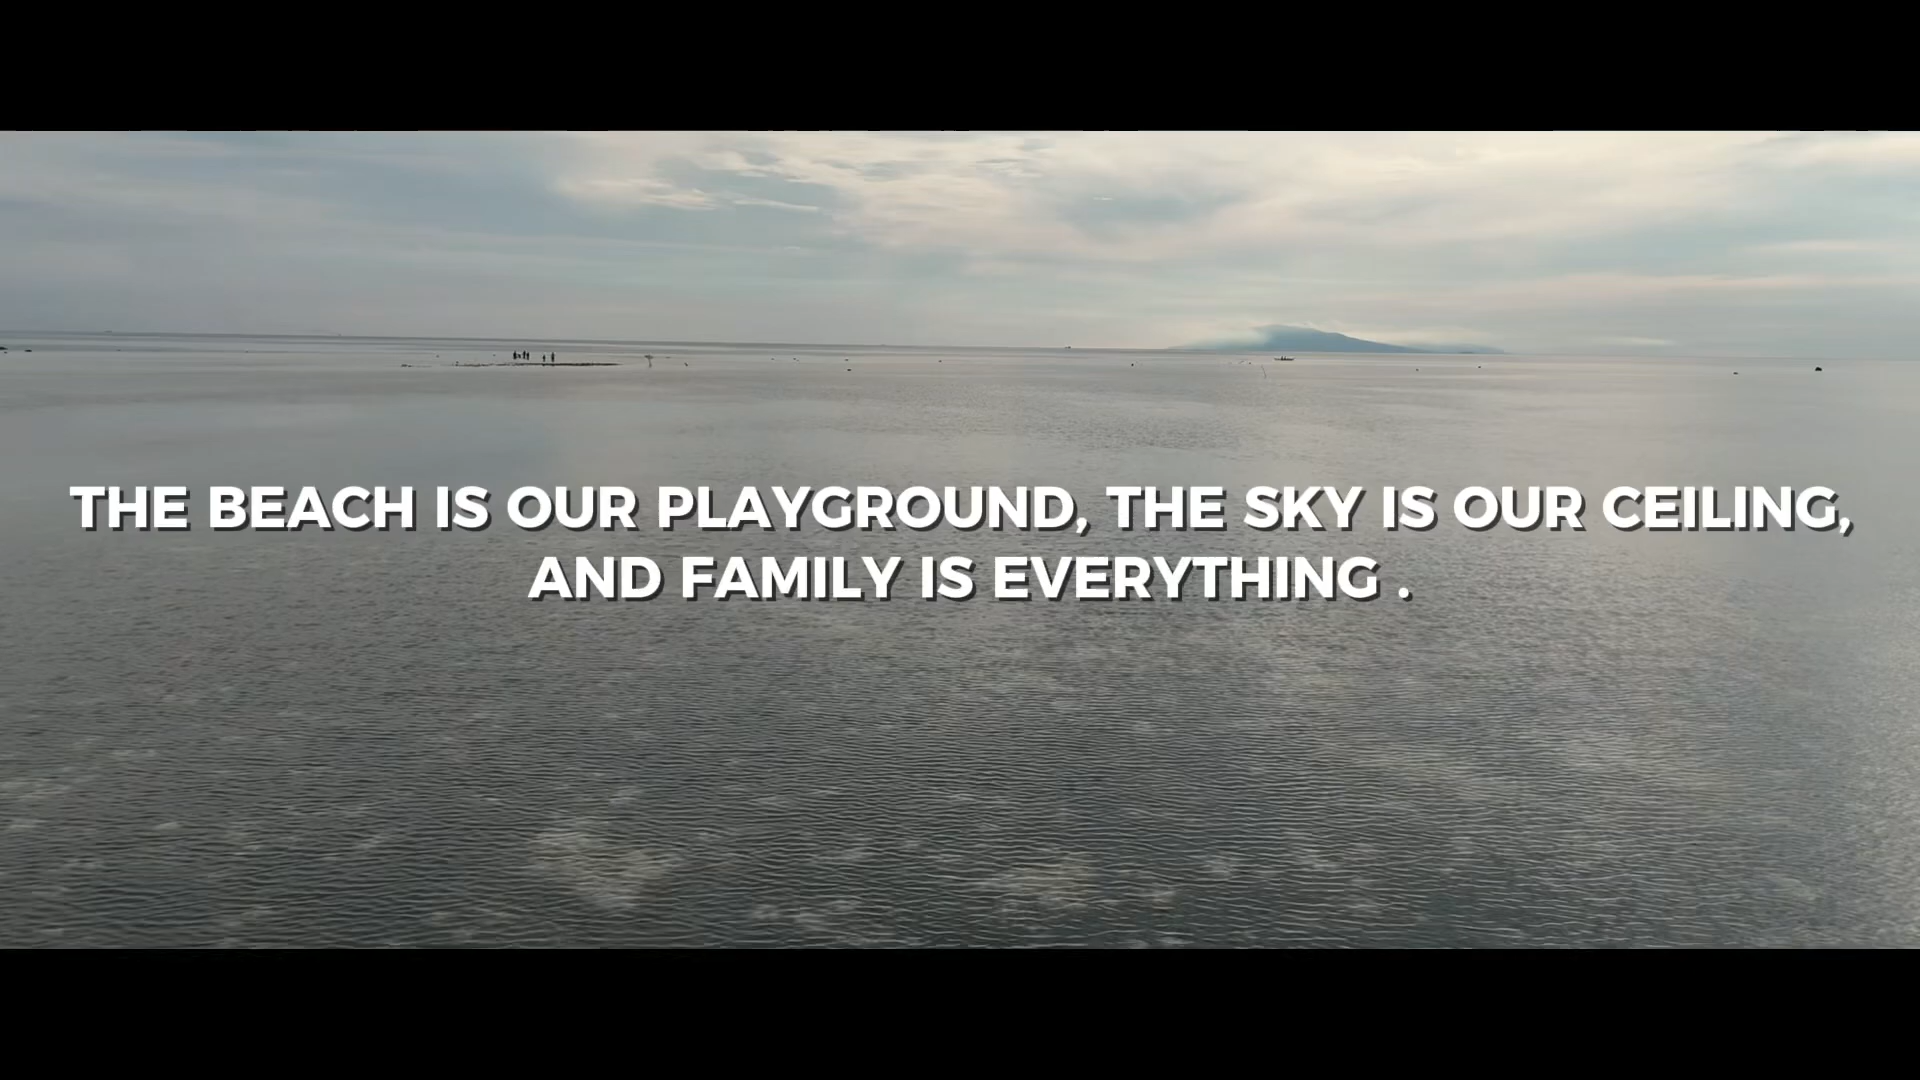 THE BEACH IS OUR PLAYGROUND, THE SKY IS OUR CEILING,
AND FAMILY IS EVERYTHING .